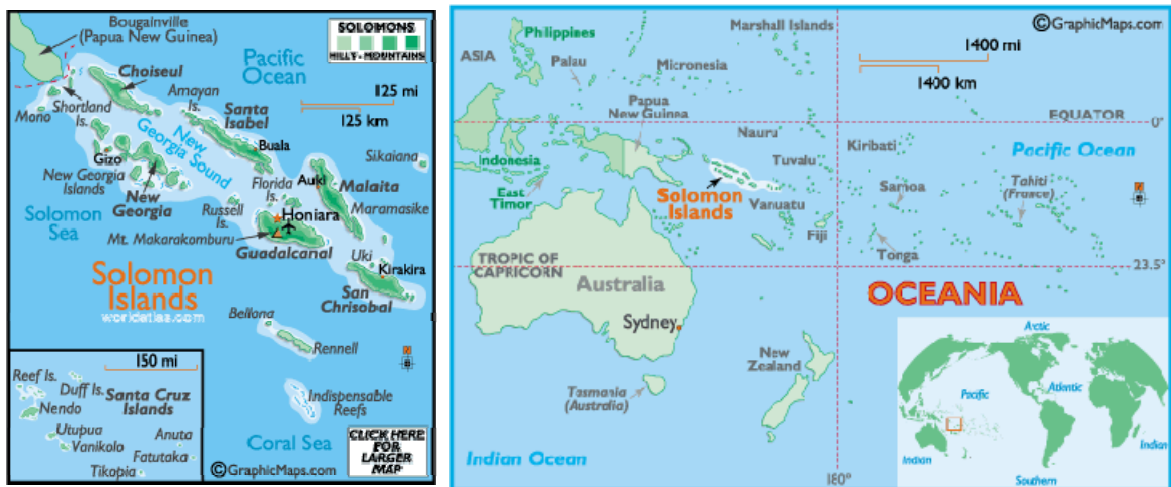 Bougainville
(Papua New Guinea)
SOLOMONS
HILLY - MOUNTAINS
Choiseul
Pacific
Ocean
125 mi
125 km
Arnavon
Is.
Shortland
Is.
Mono
Santa
Isabel
New
Georgia Sound
Buala
Sikaiana
Gizo
New Georgia
Islands
Florida
Is.
Auki
Malaita
New
Georgia
Russell
Is.
Maramasike
Solomon
Sea
Honiara
Mt. Makarakomburu
Guadalcanal
Uki
Kirakira
Solomon
Islands
worldatlas.com
San
Chrisobal
Bellona
Rennell
150 mi
Reef Is.
Duff Is.
Santa Cruz
Islands
Nendo
Utupua
Vanikolo
Anuta
Fatutaka
Tikopia
Indispensable
Reefs
Coral Sea
CLICK HERE
FOR
LARGER
MAP
©GraphicMaps.com
©GraphicMaps.com
Philippines
Marshall Islands
1400 mi
1400 km
ASIA
Palau
Micronesia
Papua
New Guinea
EQUATOR
0°
Nauru
Kiribati
Pacific Ocean
Indonesia
Tuvalu
East
Timor
Solomon
Islands
Samoa
Tahiti
(France)
Vanuatu
Fiji
Tonga
TROPIC OF
CAPRICORN
23.5°
Australia
OCEANIA
Sydney
New
Zealand
Tasmania
(Australia)
Indian Ocean
180°
Arctic
Pacific
Atlantic
Indian
Indian
Southern